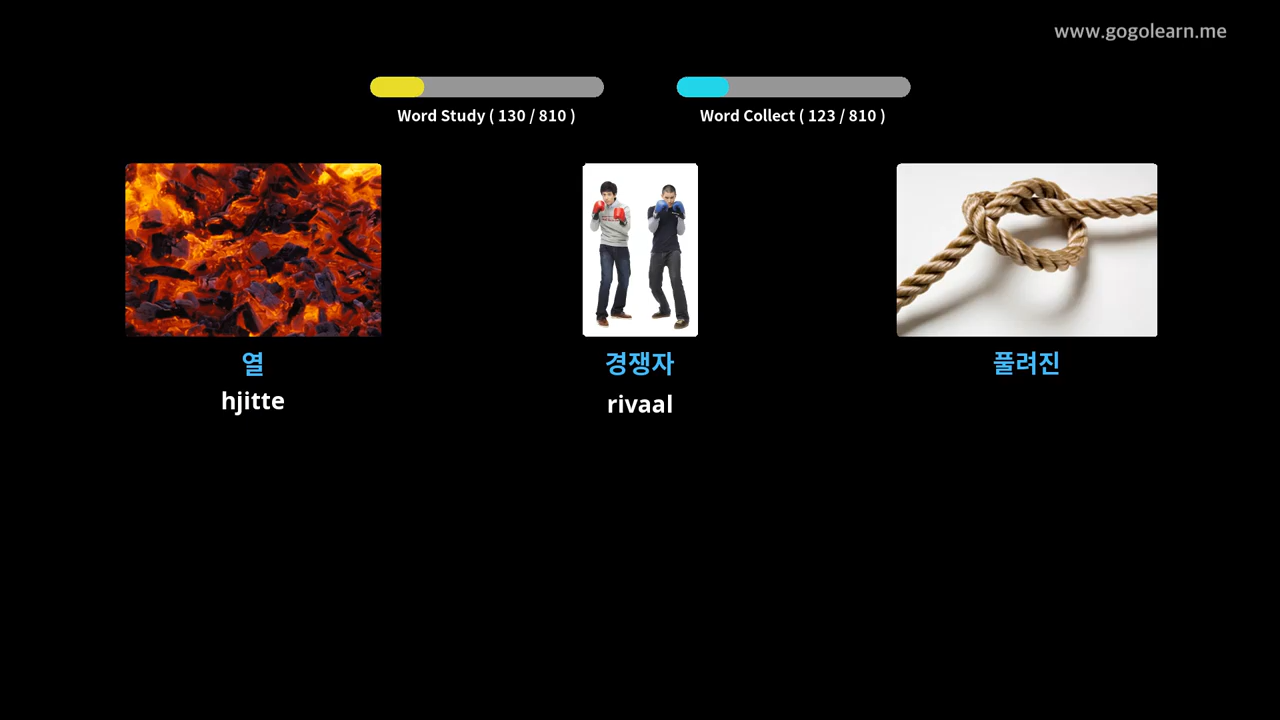 www.gogolearn.me
Word Study ( 130 / 810 )
Word Collect ( 123 / 810 )
열
경쟁자
풀려진
hjitte
rivaal